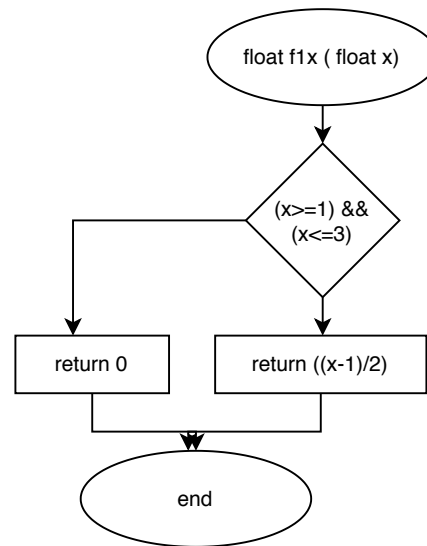 float f1x ( float x)
(x>=1) &&
(x<=3)
return 0
return ((x-1)/2)
end